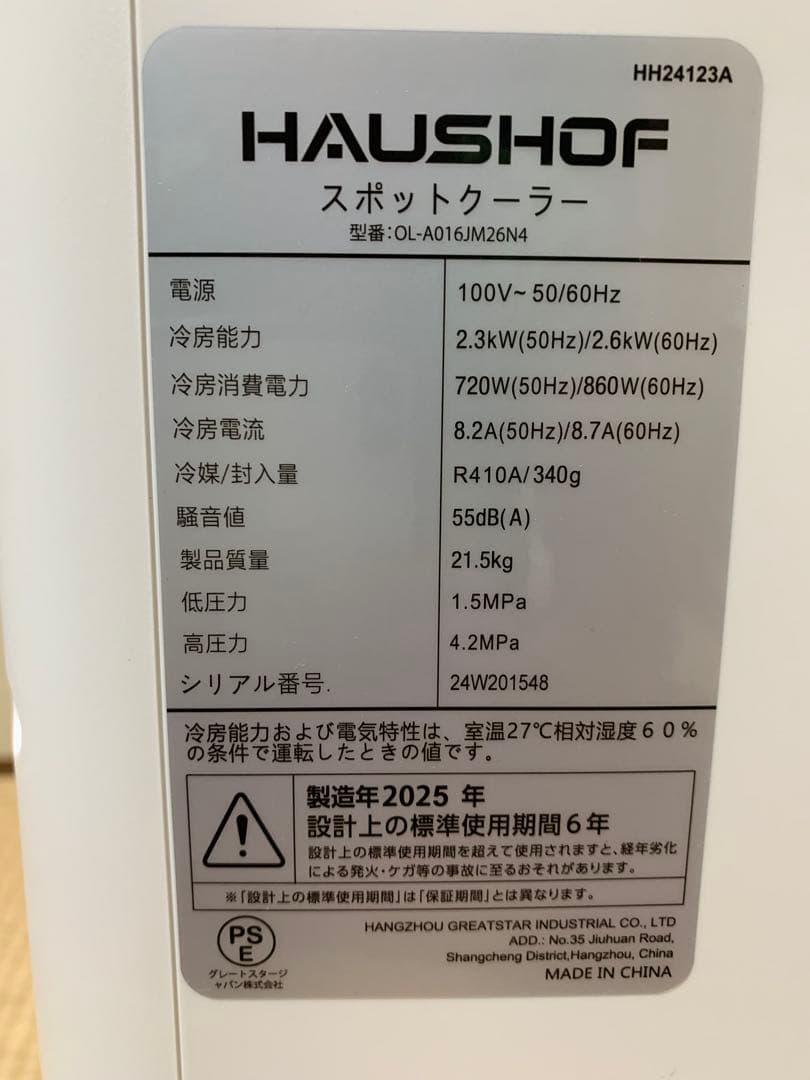 HH24123A
HAUSHOF
スポットクーラー
型番:OL-A016JM26N4
電源 100V~ 50/60Hz
冷房能力 2.3kW(50Hz)/2.6kW(60Hz)
冷房消費電力 720W(50Hz)/860W(60Hz)
冷房電流 8.2A(50Hz)/8.7A(60Hz)
冷媒/封入量 R410A/340g
騒音値 55dB(A)
製品質量 21.5kg
低圧力 1.5MPa
高圧力 4.2MPa
シリアル番号. 24W201548
冷房能力および電気特性は、室温27℃相対湿度60%
の条件で運転したときの値です。
製造年2025 年
設計上の標準使用期間6年
設計上の標準使用期間を超えて使用されますと、経年劣化
による発火・ケガ等の事故に至るおそれがあります。
※「設計上の標準使用期間」は「保証期間」とは異なります。
PS
E
グレートスタージ
ャパン株式会社
HANGZHOU GREATSTAR INDUSTRIAL CO., LTD
ADD.: No.35 Jiuhuan Road,
Shangcheng District,Hangzhou, China
MADE IN CHINA